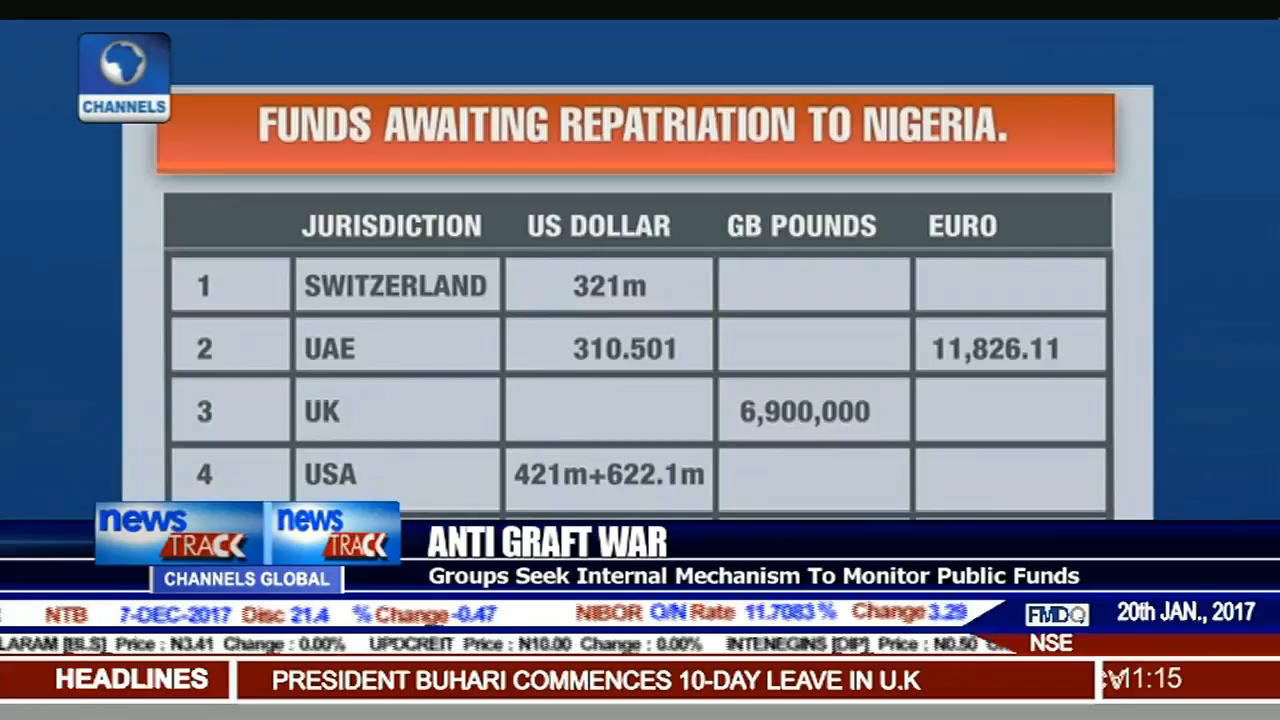 CHANNELS
FUNDS AWAITING REPATRIATION TO NIGERIA.
JURISDICTION US DOLLAR GB POUNDS EURO
1 SWITZERLAND 321m
2 UAE 310.501 11,826.11
3 UK 6,900,000
4 USA 421m+622.1m
news TRACK news TRACK
CHANNELS GLOBAL
ANTI GRAFT WAR
Groups Seek Internal Mechanism To Monitor Public Funds
NTB 7-DEC-2017 Disc 21.4 % Change -0.47 NIBOR O/N Rate 11.7083 % Change 3.29 FMDQ 20th JAN., 2017
LARAM [BLS] Price : N3.41 Change : 0.00% UPDCREIT Price : N10.00 Change : 0.00% INTENEGINS [DIP] Price : N0.50 NSE
HEADLINES PRESIDENT BUHARI COMMENCES 10-DAY LEAVE IN U.K 11:15